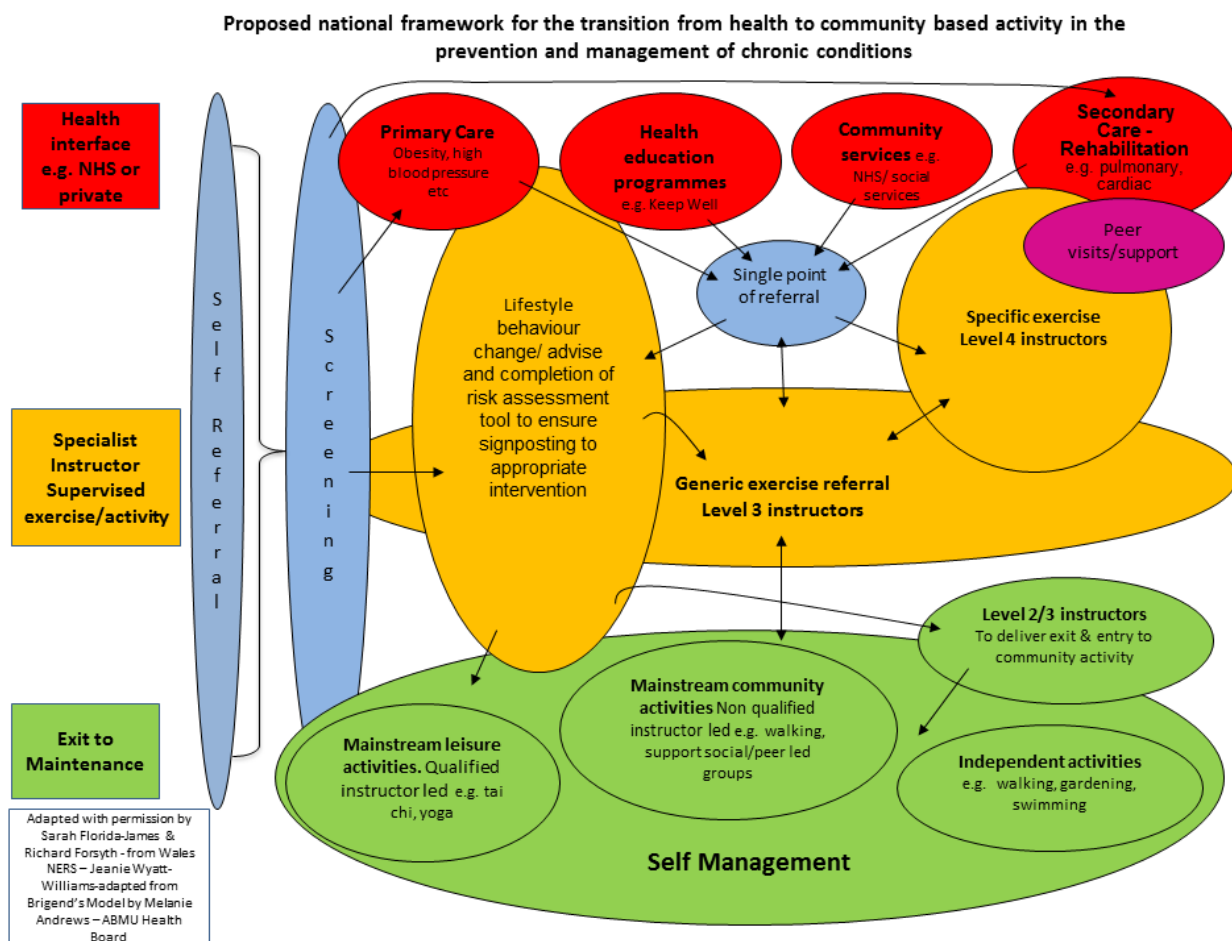 Proposed national framework for the transition from health to community based activity in the
prevention and management of chronic conditions
Health
interface
e.g. NHS or
private
Specialist
Instructor
Supervised
exercise/activity
Exit to
Maintenance
Adapted with permission by
Sarah Florida-James &
Richard Forsyth - from Wales
NERS – Jeanie Wyatt-
Williams-adapted from
Brigend's Model by Melanie
Andrews – ABMU Health
Board
Self Referral
Screening
Primary Care
Obesity, high
blood pressure
etc
Health
education
programmes
e.g. Keep Well
Community
services e.g.
NHS/ social
services
Secondary
Care -
Rehabilitation
e.g. pulmonary,
cardiac
Peer
visits/support
Single point
of referral
Specific exercise
Level 4 instructors
Lifestyle
behaviour
change/ advise
and completion of
risk assessment
tool to ensure
signposting to
appropriate
intervention
Generic exercise referral
Level 3 instructors
Level 2/3 instructors
To deliver exit & entry to
community activity
Mainstream leisure
activities. Qualified
instructor led e.g. tai
chi, yoga
Mainstream community
activities Non qualified
instructor led e.g. walking,
support social/peer led
groups
Independent activities
e.g. walking, gardening,
swimming
Self Management